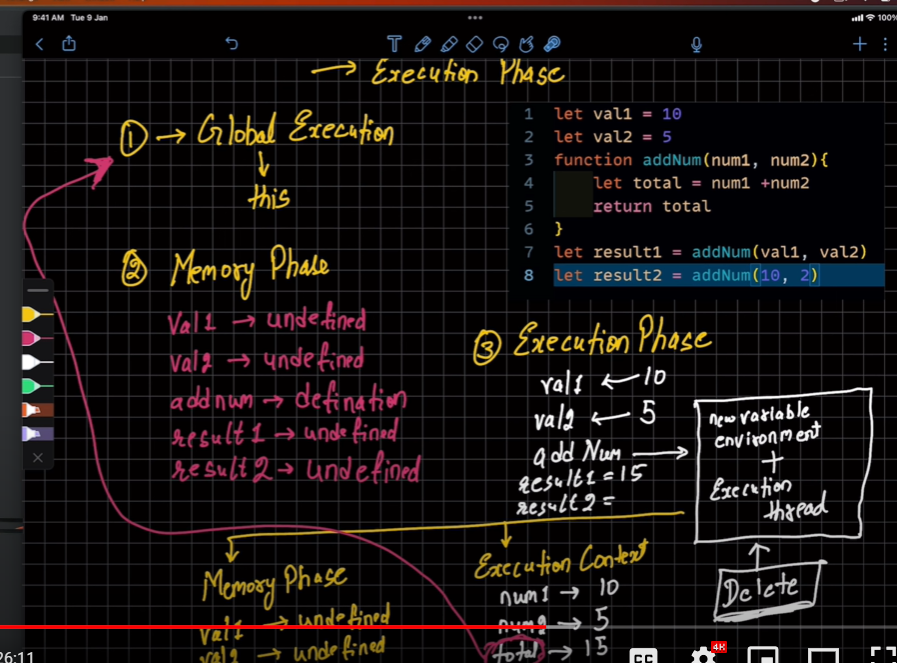 9:41 AM Tue 9 Jan
100%
→ Execution Phase
① → Global Execution
↓
this
1 let val1 = 10
2 let val2 = 5
3 function addNum(num1, num2){
4 let total = num1 +num2
5 return total
6 }
7 let result1 = addNum(val1, val2)
8 let result2 = addNum(10, 2)
② Memory Phase
Val1 → undefined
val2 → undefined
addnum → defination
result1 → undefined
result2 → undefined
③ Execution Phase
val1 ← 10
val2 ← 5
add Num →
result1 = 15
result2 =
new variable
environment
+
Execution
thread
Delete
Memory Phase
val1 → undefined
val2 → undefined
Execution Context
num1 → 10
num2 → 5
total → 15
26:11
CC
4K